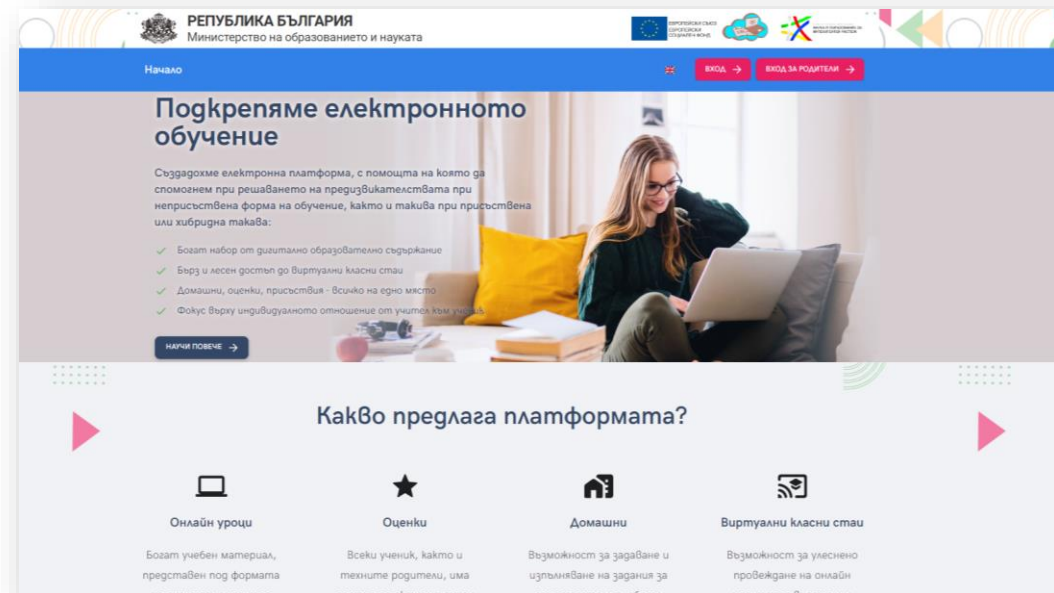 РЕПУБЛИКА БЪЛГАРИЯ
Министерство на образованието и науката
ЕВРОПЕЙСКИ СЪЮЗ
ЕВРОПЕЙСКИ
СОЦИАЛЕН ФОНД
Начало
ВХОД →
ВХОД ЗА РОДИТЕЛИ →
Подкрепяме електронното
обучение
Създадохме електронна платформа, с помощта на която да
спомогнем при решаването на предизвикателствата при
неприсъствена форма на обучение, както и такива при присъствена
или хибридна такава:
Богат набор от дигитално образователно съдържание
Бърз и лесен достъп до виртуални класни стаи
Домашни, оценки, присъствия - всичко на едно място
Фокус върху индивидуалното отношение от учител към ученик
НАУЧИ ПОВЕЧЕ →
Какво предлага платформата?
Онлайн уроци
Оценки
Домашни
Виртуални класни стаи
Богат учебен материал,
представен под формата
Всеки ученик, както и
техните родители, има
Възможност за задаване и
изпълняване на задания за
Възможност за улеснено
провеждане на онлайн